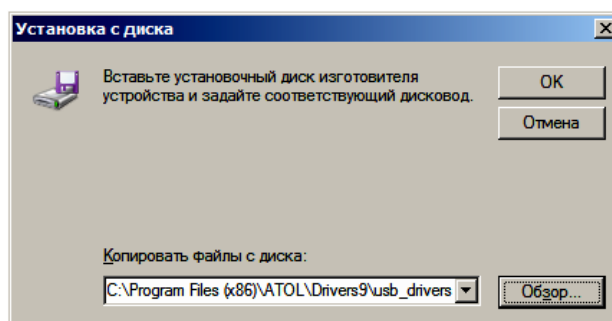 Установка с диска
Вставьте установочный диск изготовителя
устройства и задайте соответствующий дисковод.
OK
Отмена
Копировать файлы с диска:
C:\Program Files (x86)\ATOL\Drivers9\usb_drivers
Обзор...